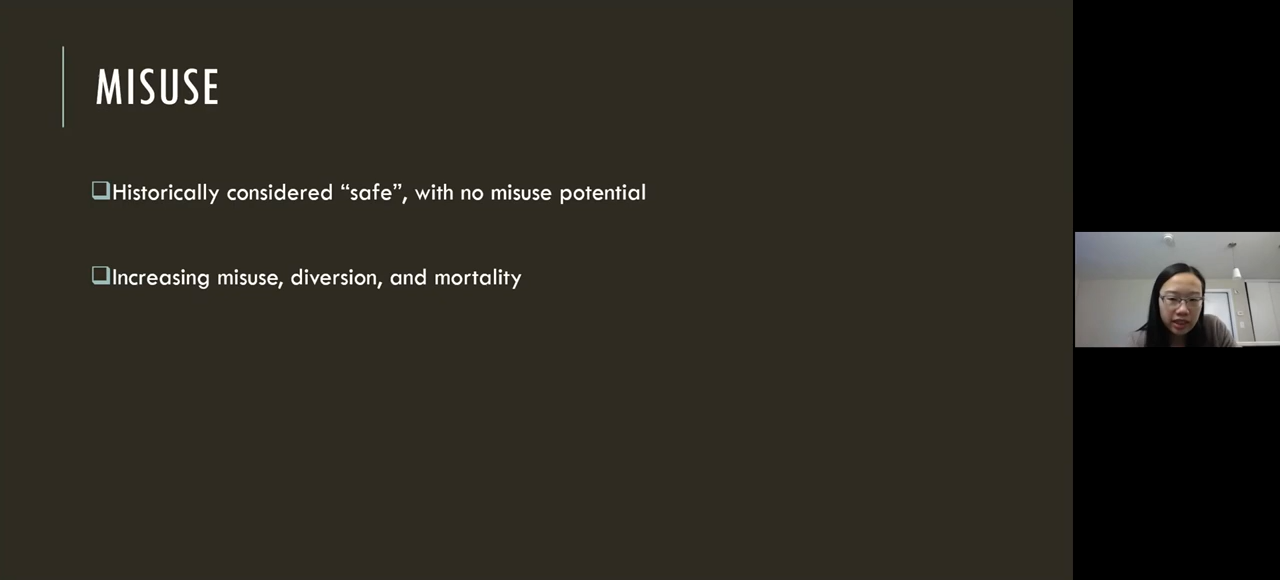 MISUSE
Historically considered “safe”, with no misuse potential
Increasing misuse, diversion, and mortality